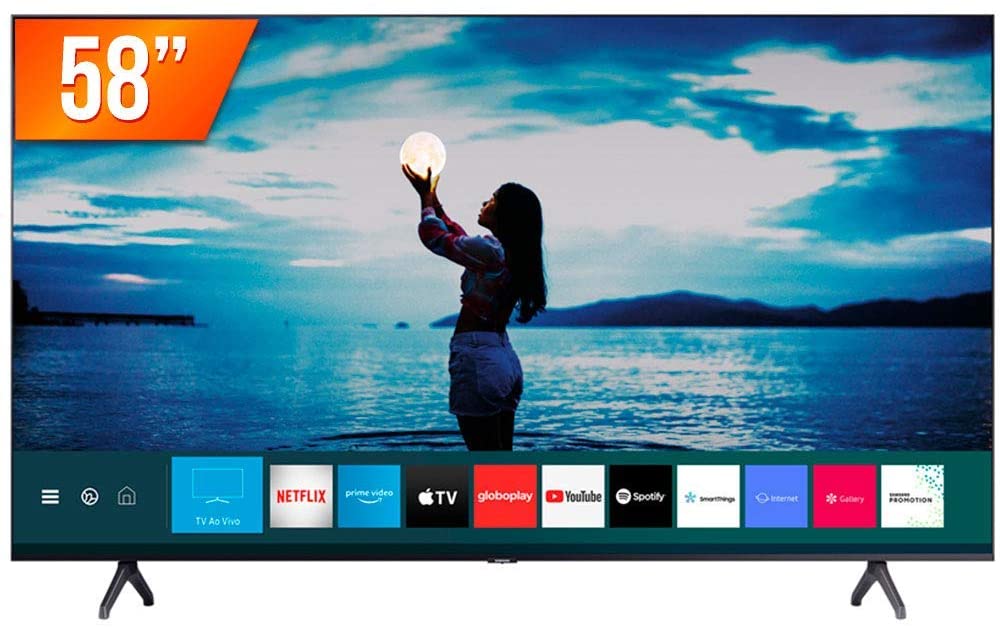 58”
TV Ao Vivo
NETFLIX
prime video
TV
globoplay
YouTube
Spotify
SmartThings
Internet
Gallery
SAMSUNG
PROMOTION